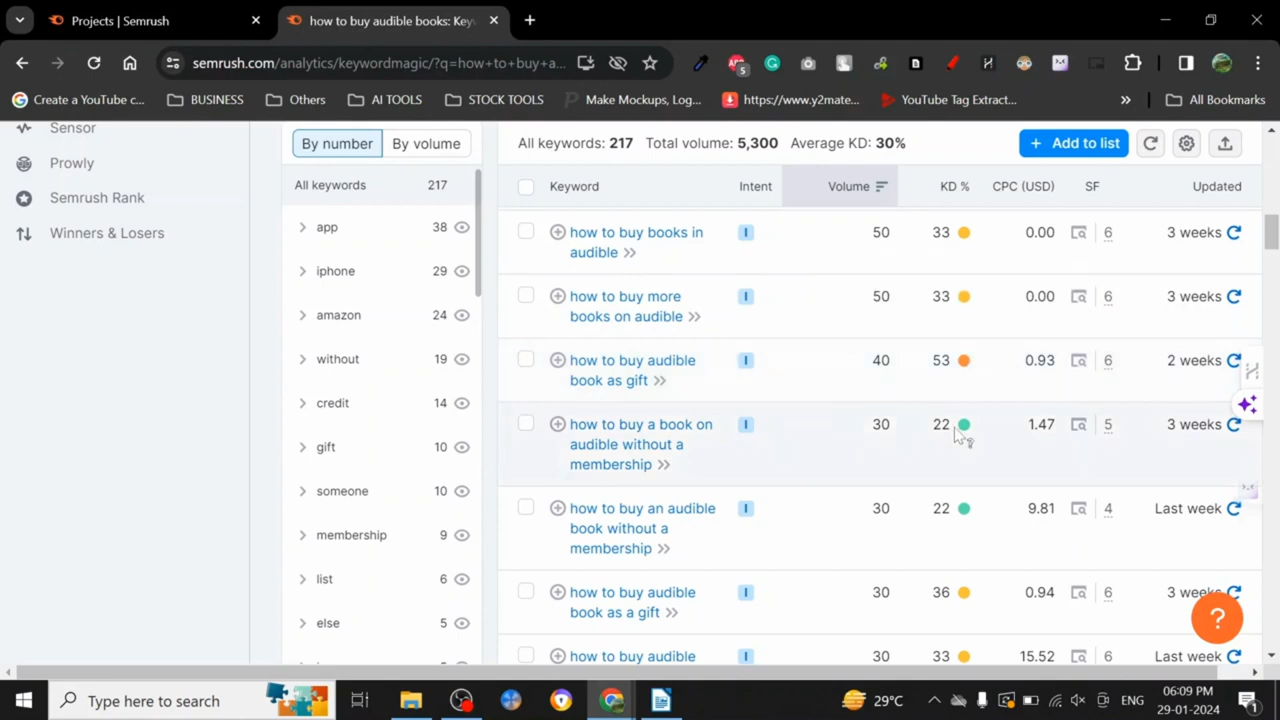 Projects | Semrush
how to buy audible books: Key
semrush.com/analytics/keywordmagic/?q=how+to+buy+a...
5
Create a YouTube c...
BUSINESS
Others
AI TOOLS
STOCK TOOLS
Make Mockups, Log...
https://www.y2mate...
YouTube Tag Extract...
All Bookmarks
Sensor
Prowly
Semrush Rank
Winners & Losers
By number
By volume
All keywords 217
app 38
iphone 29
amazon 24
without 19
credit 14
gift 10
someone 10
membership 9
list 6
else 5
All keywords: 217 Total volume: 5,300 Average KD: 30%
+ Add to list
Keyword Intent Volume KD % CPC (USD) SF Updated
how to buy books in I 50 33 0.00 6 3 weeks
audible
how to buy more I 50 33 0.00 6 3 weeks
books on audible
how to buy audible I 40 53 0.93 6 2 weeks
book as gift
how to buy a book on I 30 22 1.47 5 3 weeks
audible without a
membership
how to buy an audible I 30 22 9.81 4 Last week
book without a
membership
how to buy audible I 30 36 0.94 6 3 weeks
book as a gift
how to buy audible I 30 33 15.52 6 Last week
?
Type here to search
29°C
ENG
06:09 PM
29-01-2024
1